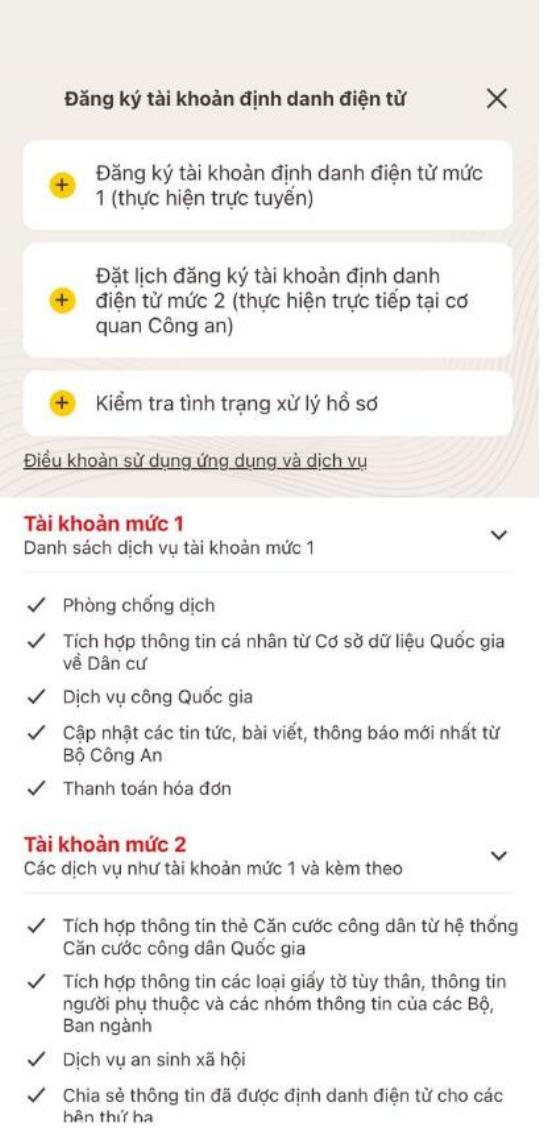 Đăng ký tài khoản định danh điện tử
Đăng ký tài khoản định danh điện tử mức
1 (thực hiện trực tuyến)
Đặt lịch đăng ký tài khoản định danh
điện tử mức 2 (thực hiện trực tiếp tại cơ
quan Công an)
Kiểm tra tình trạng xử lý hồ sơ
Điều khoản sử dụng ứng dụng và dịch vụ
Tài khoản mức 1
Danh sách dịch vụ tài khoản mức 1
Phòng chống dịch
Tích hợp thông tin cá nhân từ Cơ sở dữ liệu Quốc gia
về Dân cư
Dịch vụ công Quốc gia
Cập nhật các tin tức, bài viết, thông báo mới nhất từ
Bộ Công An
Thanh toán hóa đơn
Tài khoản mức 2
Các dịch vụ như tài khoản mức 1 và kèm theo
Tích hợp thông tin thẻ Căn cước công dân từ hệ thống
Căn cước công dân Quốc gia
Tích hợp thông tin các loại giấy tờ tùy thân, thông tin
người phụ thuộc và các nhóm thông tin của các Bộ,
Ban ngành
Dịch vụ an sinh xã hội
Chia sẻ thông tin đã được định danh điện tử cho các
bên thứ ba